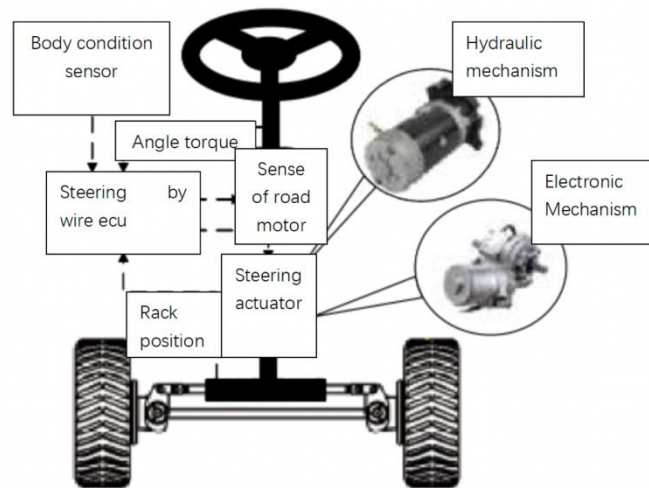 Body condition
sensor
Hydraulic
mechanism
Angle torque
Sense
of road
motor
Steering by
wire ecu
Electronic
Mechanism
Steering
actuator
Rack
position